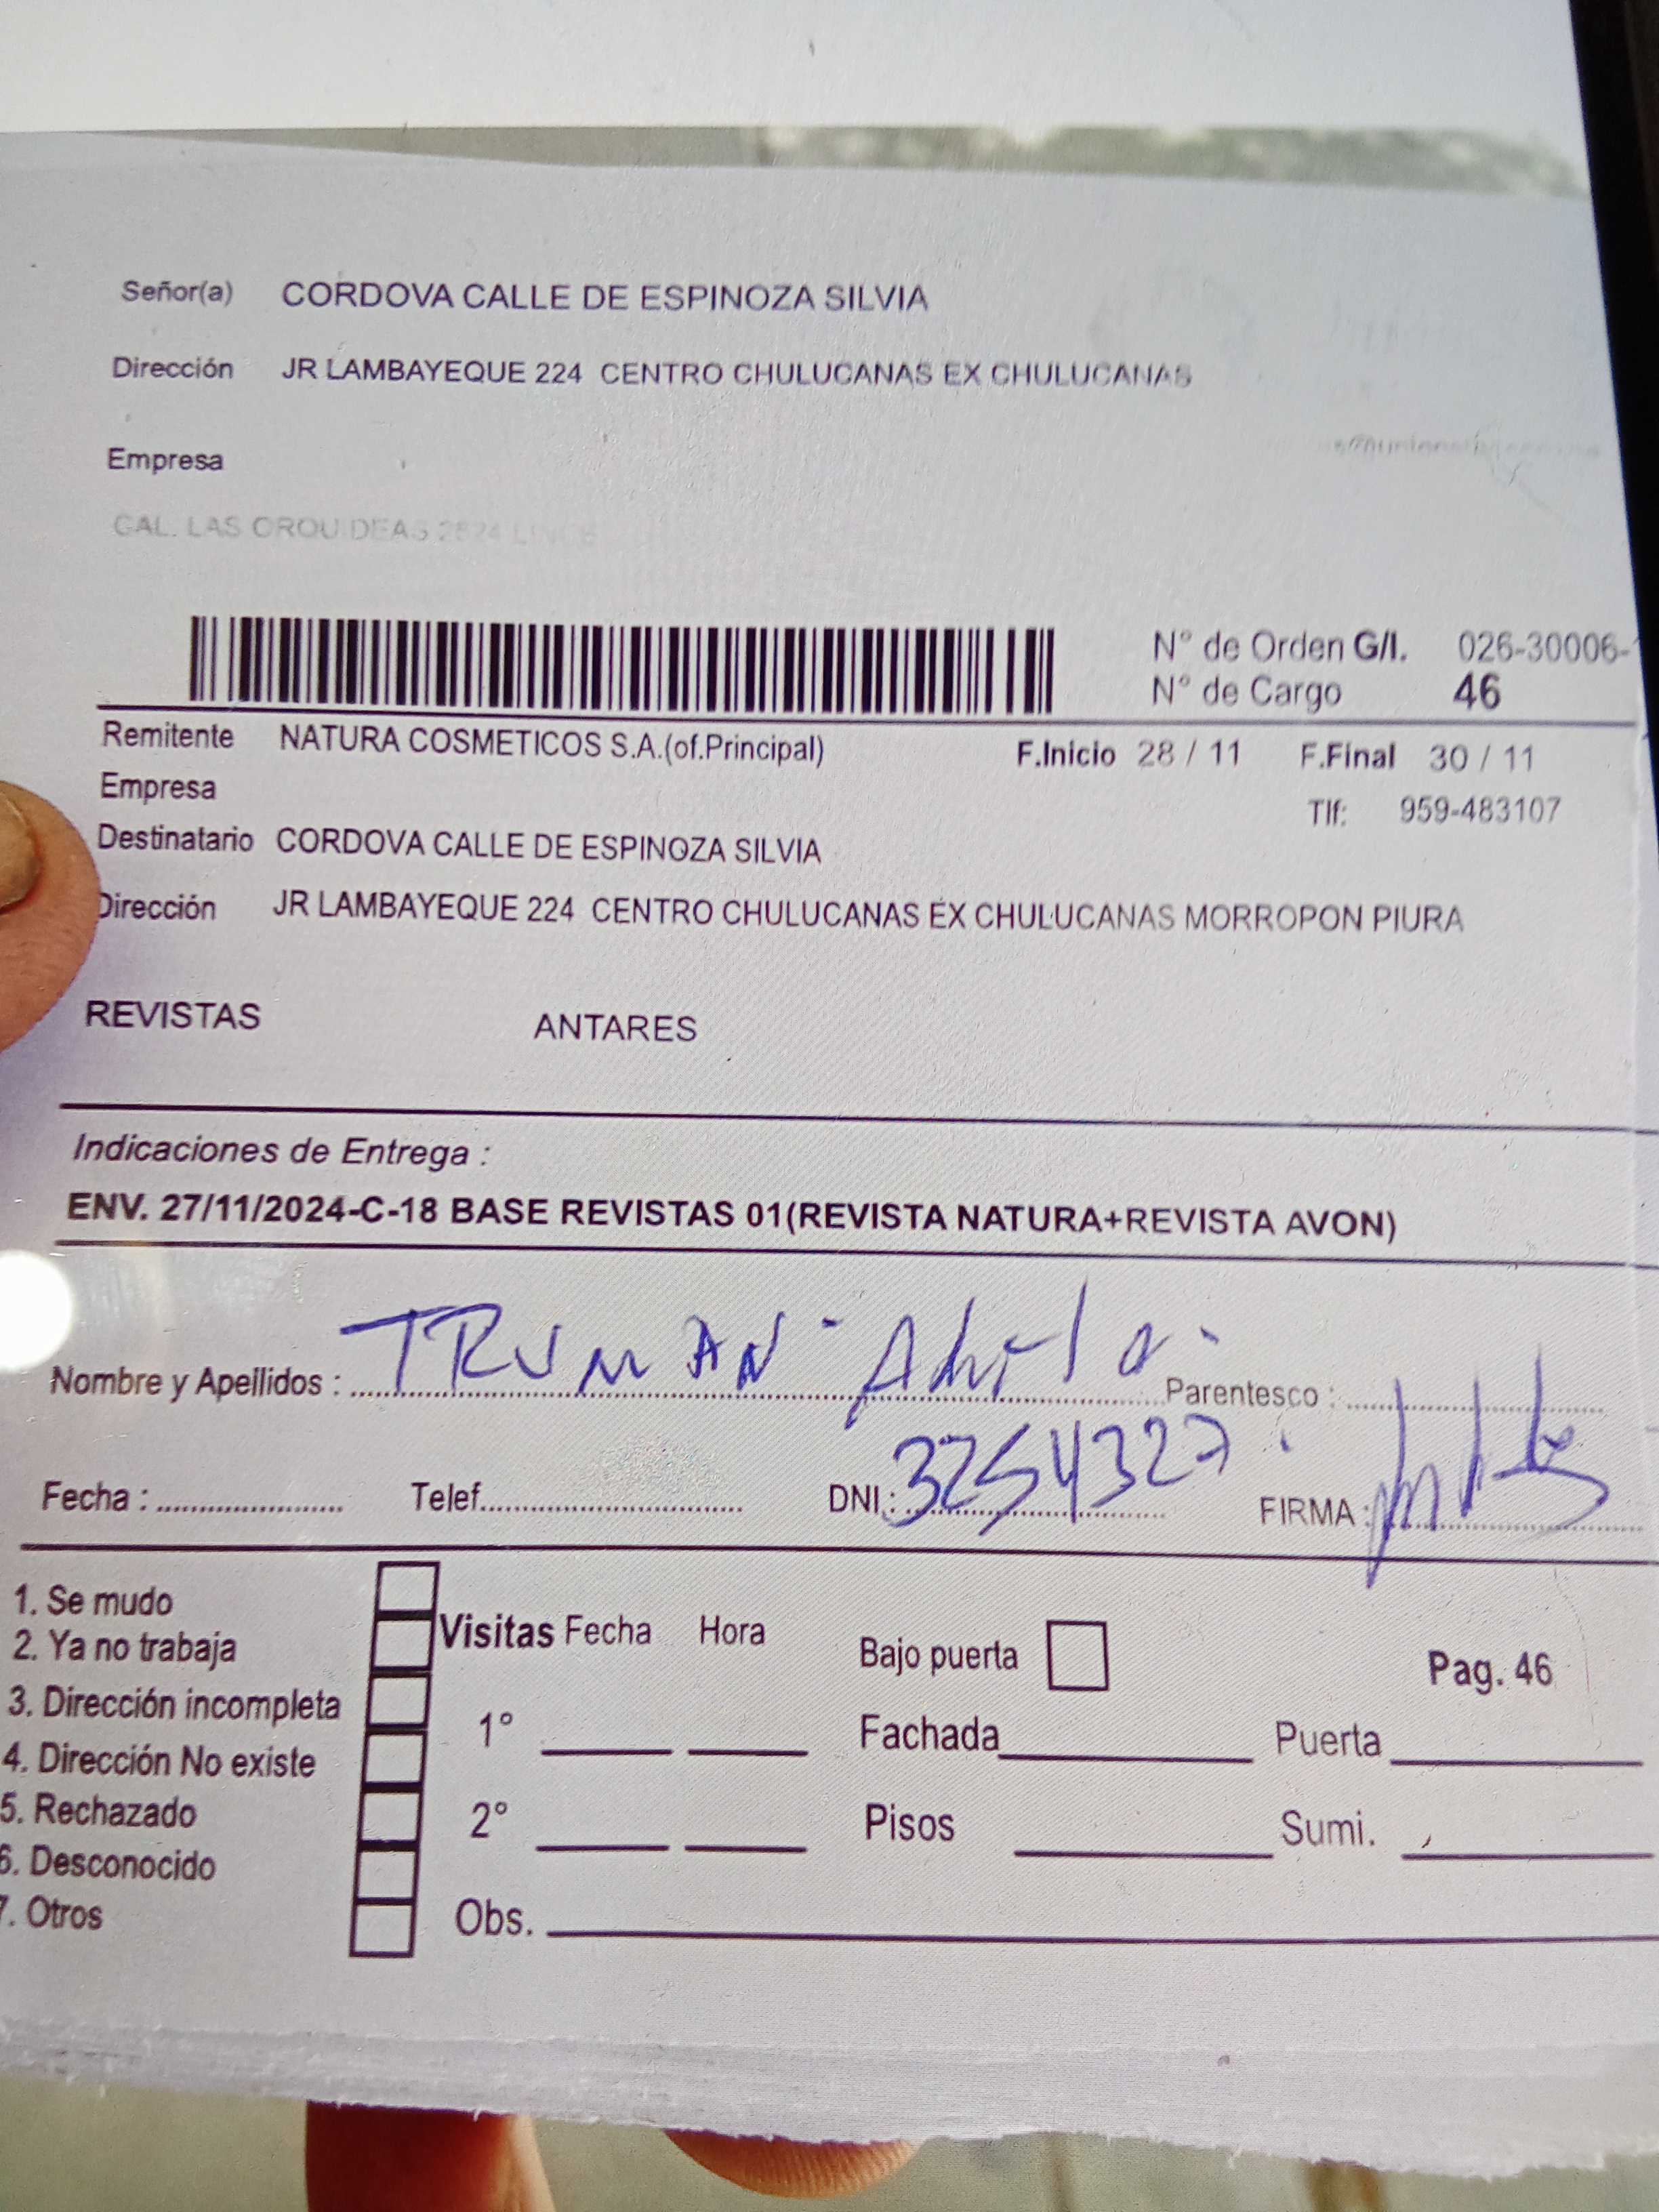 Señor(a) CORDOVA CALLE DE ESPINOZA SILVIA
Dirección JR LAMBAYEQUE 224 CENTRO CHULUCANAS EX CHULUCANAS
Empresa
CAL. LAS ORQUIDEAS
N° de Orden G/I. 026-30006-
N° de Cargo 46
Remitente NATURA COSMETICOS S.A.(of.Principal) F.Inicio 28 / 11 F.Final 30 / 11
Empresa Tlf: 959-483107
Destinatario CORDOVA CALLE DE ESPINOZA SILVIA
Dirección JR LAMBAYEQUE 224 CENTRO CHULUCANAS EX CHULUCANAS MORROPON PIURA
REVISTAS ANTARES
Indicaciones de Entrega :
ENV. 27/11/2024-C-18 BASE REVISTAS 01(REVISTA NATURA+REVISTA AVON)
Nombre y Apellidos : TRUMAN Parentesco :
Fecha : Telef. DNI : 3254327 FIRMA :
1. Se mudo
2. Ya no trabaja
3. Dirección incompleta
4. Dirección No existe
5. Rechazado
6. Desconocido
7. Otros
Visitas Fecha Hora
1°
2°
Obs.
Bajo puerta Pag. 46
Fachada Puerta
Pisos Sumi.